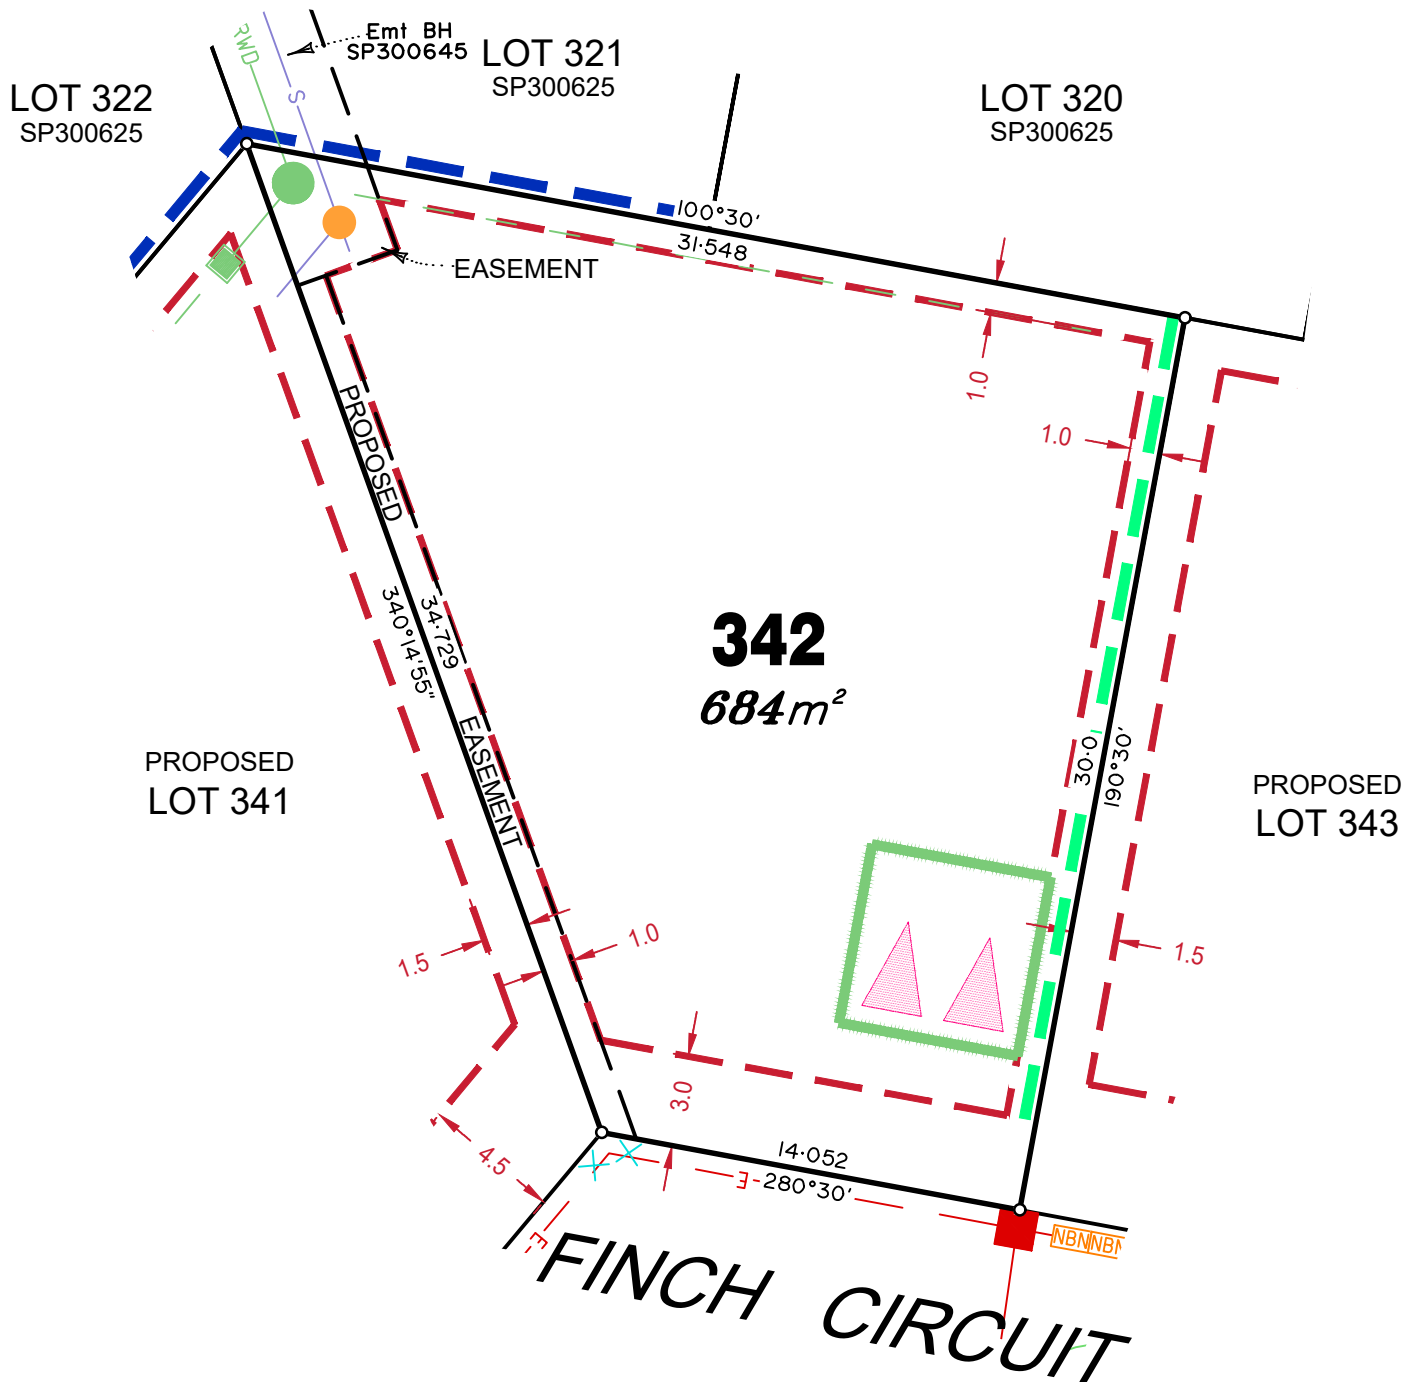 RWD
S
Emt BH
SP300645
LOT 321
SP300625
LOT 322
SP300625
LOT 320
SP300625
100°30'
31·548
EASEMENT
1.0
1.0
PROPOSED
34·729
340°14'55"
EASEMENT
342
684m²
30·0
190°30'
PROPOSED
LOT 341
PROPOSED
LOT 343
1.5
1.0
1.5
3.0
4.5
14·052
E
280°30'
E
NBN
NBN
FINCH CIRCUIT